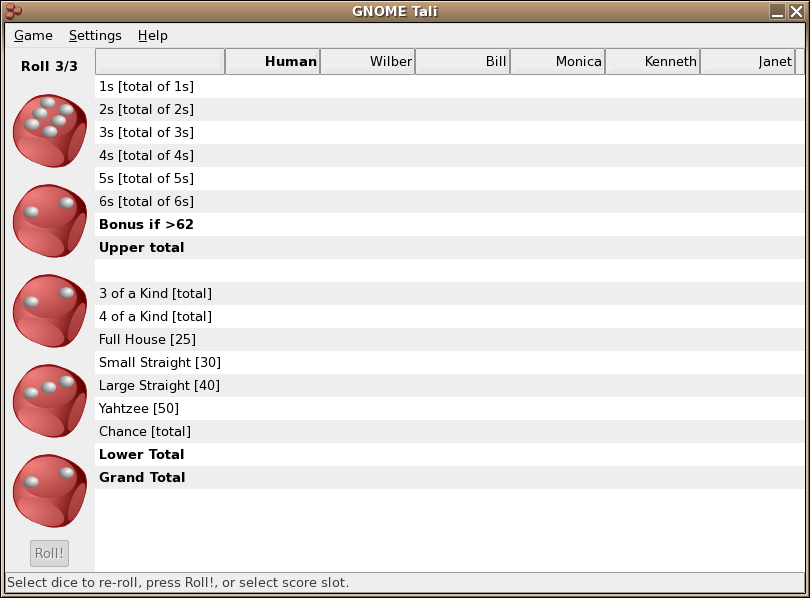 GNOME Tali
Game Settings Help
Roll 3/3
Human Wilber Bill Monica Kenneth Janet
1s [total of 1s]
2s [total of 2s]
3s [total of 3s]
4s [total of 4s]
5s [total of 5s]
6s [total of 6s]
Bonus if >62
Upper total
3 of a Kind [total]
4 of a Kind [total]
Full House [25]
Small Straight [30]
Large Straight [40]
Yahtzee [50]
Chance [total]
Lower Total
Grand Total
Roll!
Select dice to re-roll, press Roll!, or select score slot.